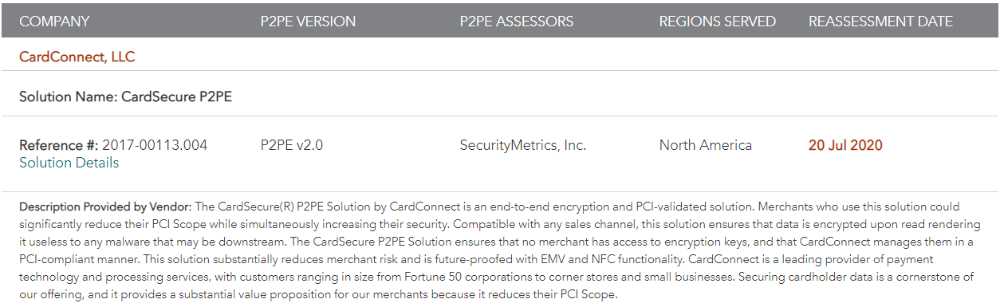 COMPANY P2PE VERSION P2PE ASSESSORS REGIONS SERVED REASSESSMENT DATE
CardConnect, LLC
Solution Name: CardSecure P2PE
Reference #: 2017-00113.004 P2PE v2.0 SecurityMetrics, Inc. North America 20 Jul 2020
Solution Details
Description Provided by Vendor: The CardSecure(R) P2PE Solution by CardConnect is an end-to-end encryption and PCI-validated solution. Merchants who use this solution could
significantly reduce their PCI Scope while simultaneously increasing their security. Compatible with any sales channel, this solution ensures that data is encrypted upon read rendering
it useless to any malware that may be downstream. The CardSecure P2PE Solution ensures that no merchant has access to encryption keys, and that CardConnect manages them in a
PCI-compliant manner. This solution substantially reduces merchant risk and is future-proofed with EMV and NFC functionality. CardConnect is a leading provider of payment
technology and processing services, with customers ranging in size from Fortune 50 corporations to corner stores and small businesses. Securing cardholder data is a cornerstone of
our offering, and it provides a substantial value proposition for our merchants because it reduces their PCI Scope.